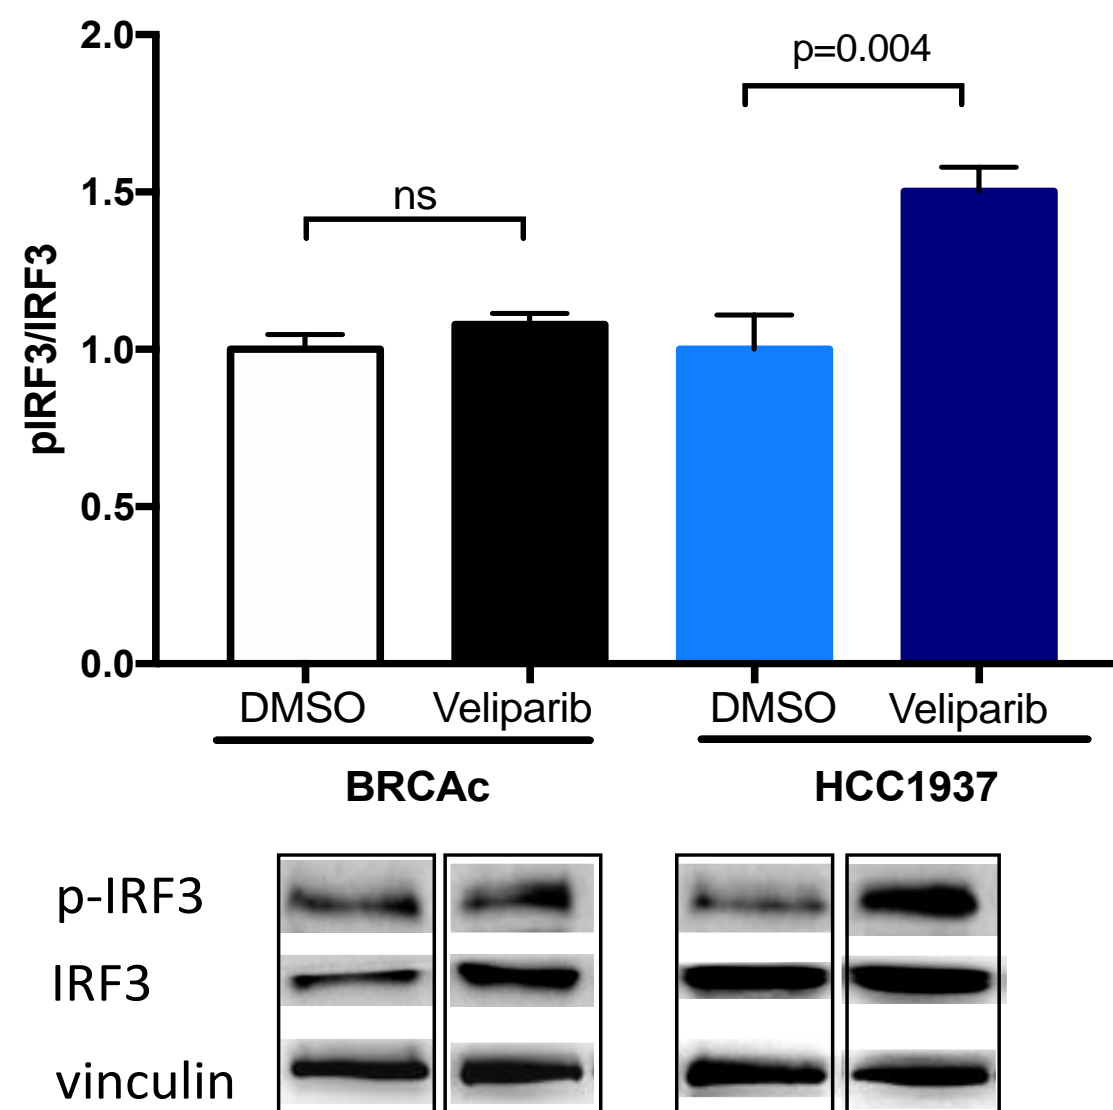 2.0
p=0.004
1.5
ns
pIRF3/IRF3
1.0
0.5
0.0
DMSO Veliparib DMSO Veliparib
BRCAc HCC1937
p-IRF3
IRF3
vinculin